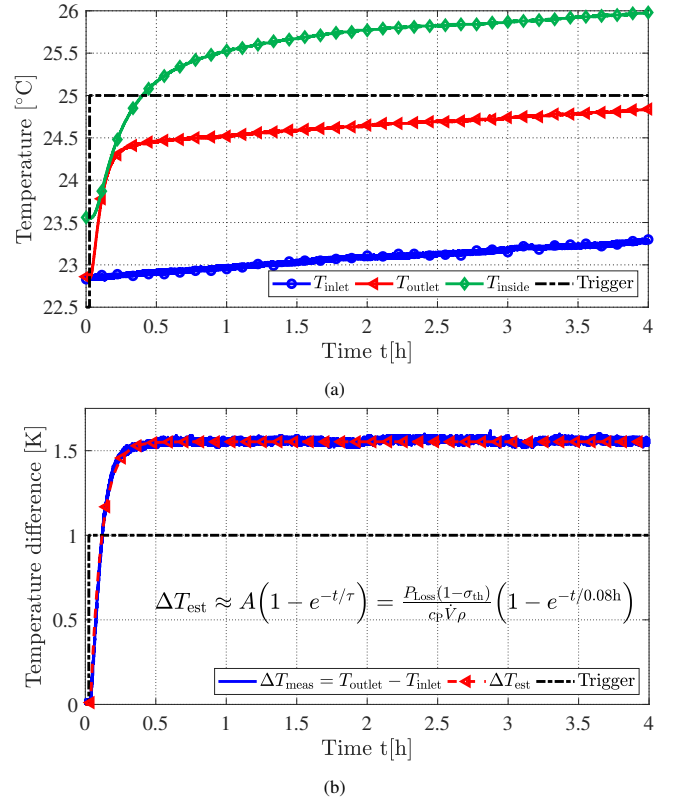 26
25.5
25
24.5
24
23.5
23
22.5
Temperature [°C]
T_inlet T_outlet T_inside Trigger
0 0.5 1 1.5 2 2.5 3 3.5 4
Time t[h]
(a)
1.5
1
0.5
0
Temperature difference [K]
ΔT_est ≈ A(1 − e^{−t/τ}) = \frac{P_Loss(1−σ_th)}{c_P V̇ρ}(1 − e^{−t/0.08h})
ΔT_meas = T_outlet − T_inlet ΔT_est Trigger
0 0.5 1 1.5 2 2.5 3 3.5 4
Time t[h]
(b)